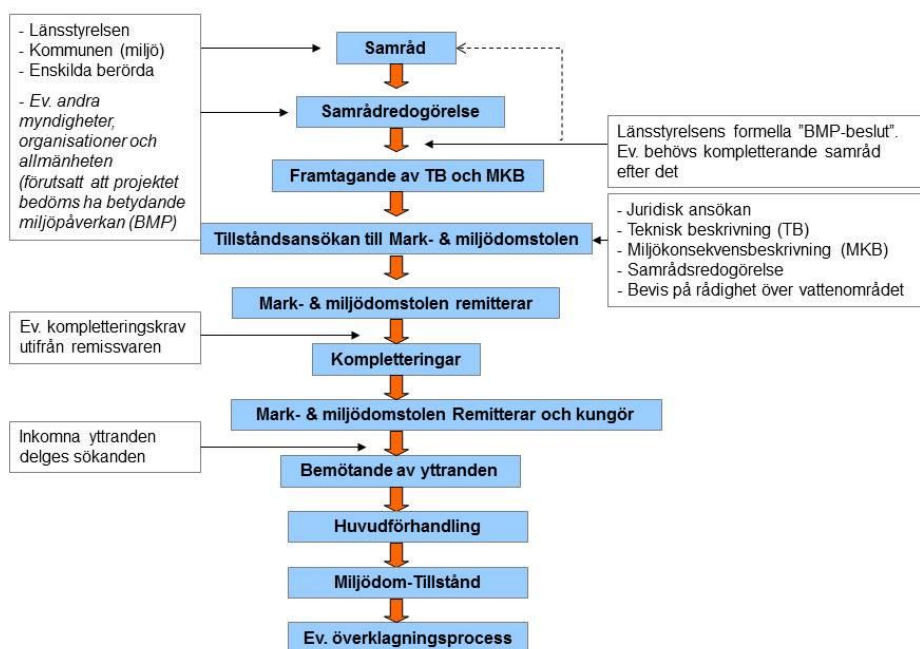 - Länsstyrelsen
- Kommunen (miljö)
- Enskilda berörda
- Ev. andra
myndigheter,
organisationer och
allmänheten
(förutsatt att projektet
bedöms ha betydande
miljöpåverkan (BMP)
Samråd
Samrådredogörelse
Länsstyrelsens formella "BMP-beslut".
Ev. behövs kompletterande samråd
efter det
Framtagande av TB och MKB
Tillståndsansökan till Mark- & miljödomstolen
- Juridisk ansökan
- Teknisk beskrivning (TB)
- Miljökonsekvensbeskrivning (MKB)
- Samrådsredogörelse
- Bevis på rådighet över vattenområdet
Mark- & miljödomstolen remitterar
Ev. kompletteringskrav
utifrån remissvaren
Kompletteringar
Mark- & miljödomstolen Remitterar och kungör
Inkomna yttranden
delges sökanden
Bemötande av yttranden
Huvudförhandling
Miljödom-Tillstånd
Ev. överklagningsprocess